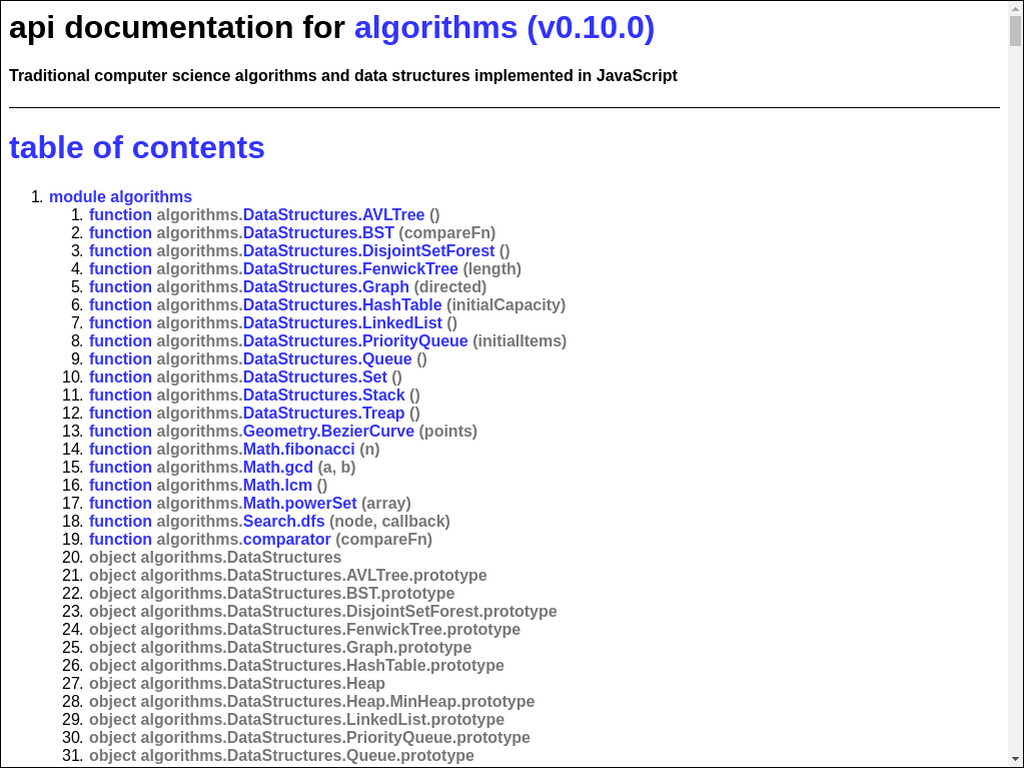 api documentation for algorithms (v0.10.0)
Traditional computer science algorithms and data structures implemented in JavaScript
table of contents
1. module algorithms
1. function algorithms.DataStructures.AVLTree ()
2. function algorithms.DataStructures.BST (compareFn)
3. function algorithms.DataStructures.DisjointSetForest ()
4. function algorithms.DataStructures.FenwickTree (length)
5. function algorithms.DataStructures.Graph (directed)
6. function algorithms.DataStructures.HashTable (initialCapacity)
7. function algorithms.DataStructures.LinkedList ()
8. function algorithms.DataStructures.PriorityQueue (initialItems)
9. function algorithms.DataStructures.Queue ()
10. function algorithms.DataStructures.Set ()
11. function algorithms.DataStructures.Stack ()
12. function algorithms.DataStructures.Treap ()
13. function algorithms.Geometry.BezierCurve (points)
14. function algorithms.Math.fibonacci (n)
15. function algorithms.Math.gcd (a, b)
16. function algorithms.Math.lcm ()
17. function algorithms.Math.powerSet (array)
18. function algorithms.Search.dfs (node, callback)
19. function algorithms.comparator (compareFn)
20. object algorithms.DataStructures
21. object algorithms.DataStructures.AVLTree.prototype
22. object algorithms.DataStructures.BST.prototype
23. object algorithms.DataStructures.DisjointSetForest.prototype
24. object algorithms.DataStructures.FenwickTree.prototype
25. object algorithms.DataStructures.Graph.prototype
26. object algorithms.DataStructures.HashTable.prototype
27. object algorithms.DataStructures.Heap
28. object algorithms.DataStructures.Heap.MinHeap.prototype
29. object algorithms.DataStructures.LinkedList.prototype
30. object algorithms.DataStructures.PriorityQueue.prototype
31. object algorithms.DataStructures.Queue.prototype